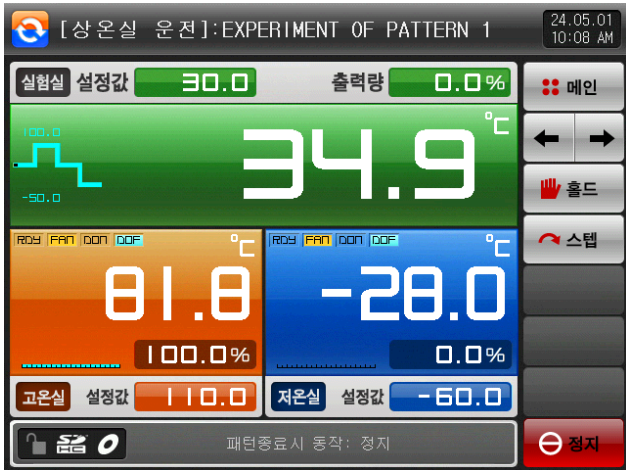 [상온실 운전]:EXPERIMENT OF PATTERN 1
24.05.01
10:08 AM
실험실 설정값 30.0 출력량 0.0%
메인
100.0
-50.0
34.9 ℃
홀드
스텝
RDY FAN DON DOF ℃
81.8
100.0%
RDY FAN DON DOF ℃
-28.0
0.0%
고온실 설정값 110.0
저온실 설정값 -60.0
SD HC
패턴종료시 동작: 정지
정지